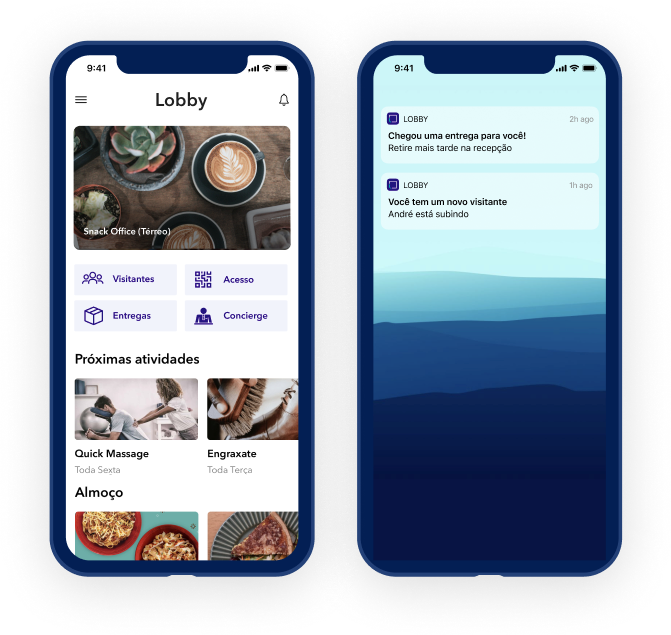 9:41
Lobby
Snack Office (Térreo)
Visitantes
Acesso
Entregas
Concierge
Próximas atividades
Quick Massage
Engraxate
Toda Sexta
Toda Terça
Almoço
9:41
LOBBY
2h ago
Chegou uma entrega para você!
Retire mais tarde na recepção
LOBBY
1h ago
Você tem um novo visitante
André está subindo